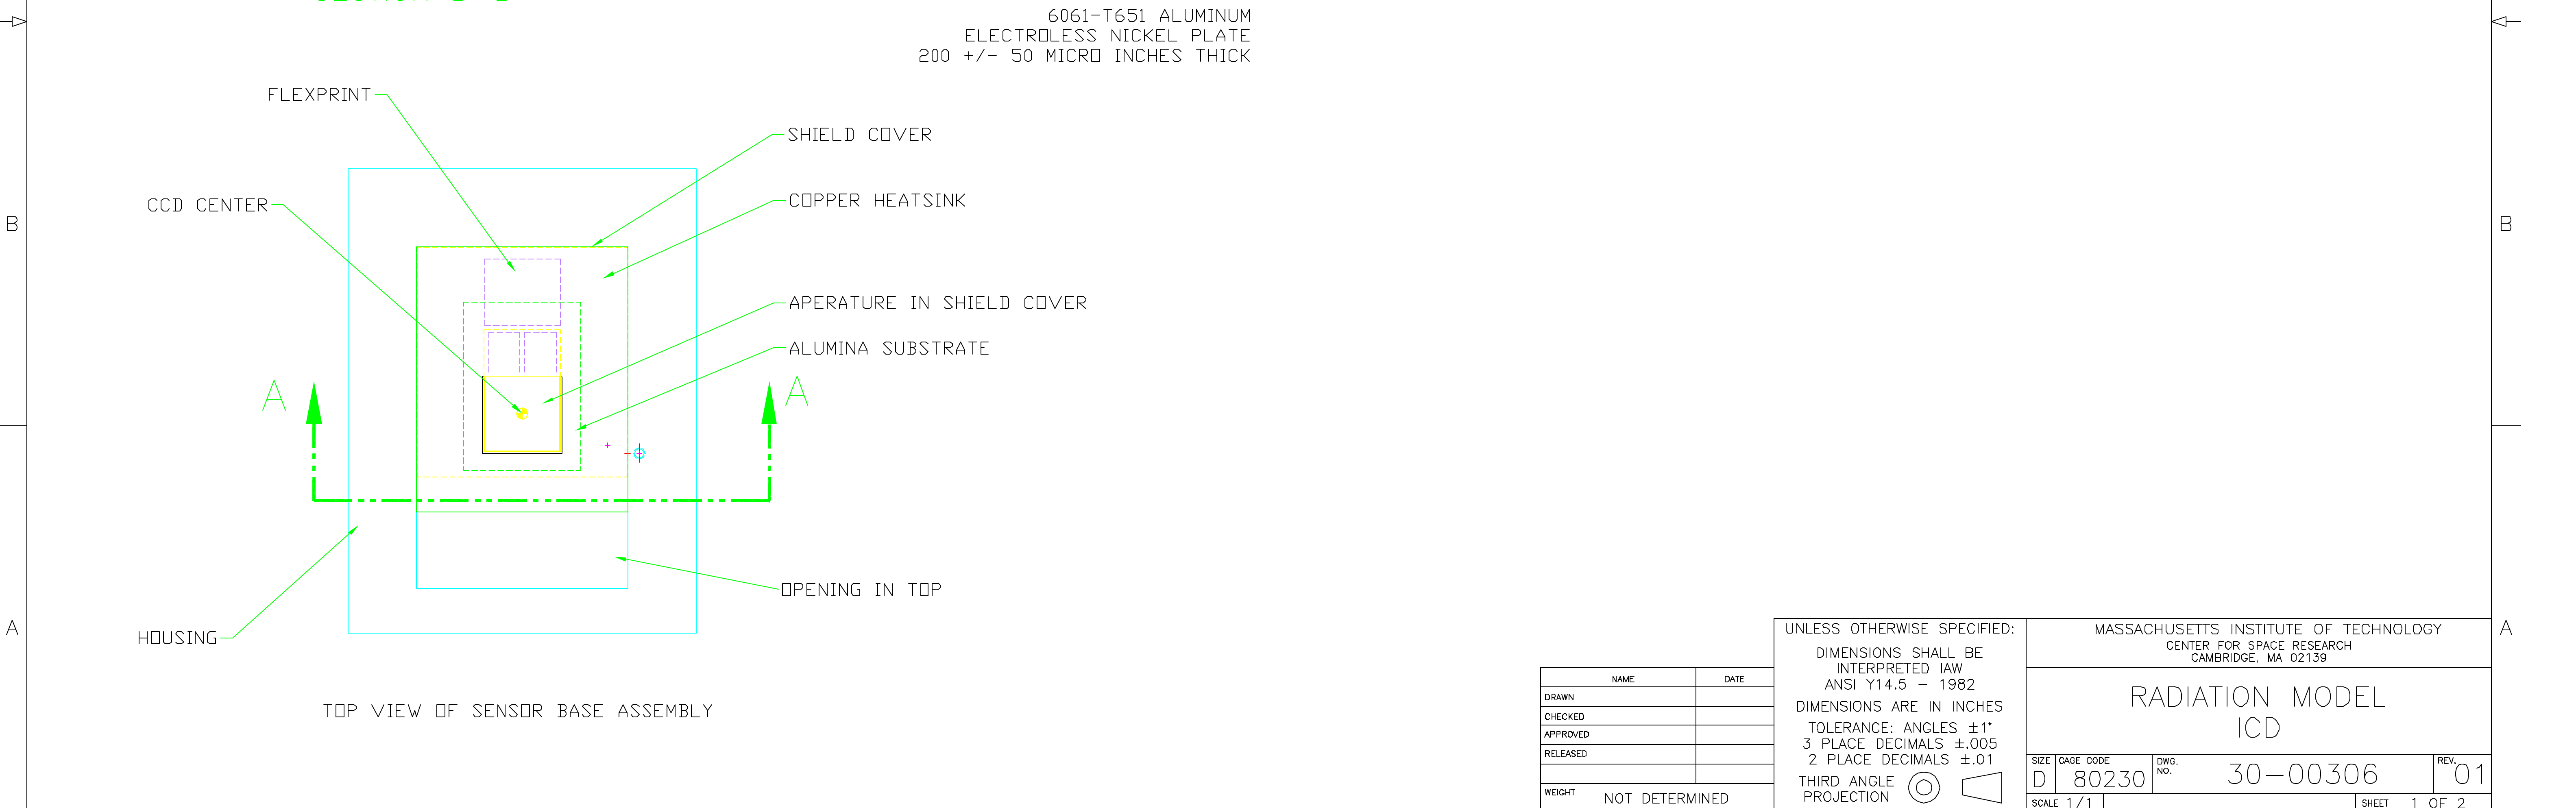 6061-T651 ALUMINUM
ELECTROLESS NICKEL PLATE
200 +/- 50 MICRO INCHES THICK
FLEXPRINT
SHIELD COVER
COPPER HEATSINK
CCD CENTER
B
B
APERATURE IN SHIELD COVER
ALUMINA SUBSTRATE
A
A
OPENING IN TOP
HOUSING
A
A
TOP VIEW OF SENSOR BASE ASSEMBLY
NAME DATE
DRAWN
CHECKED
APPROVED
RELEASED
WEIGHT NOT DETERMINED
UNLESS OTHERWISE SPECIFIED:
DIMENSIONS SHALL BE
INTERPRETED IAW
ANSI Y14.5 - 1982
DIMENSIONS ARE IN INCHES
TOLERANCE: ANGLES ±1°
3 PLACE DECIMALS ±.005
2 PLACE DECIMALS ±.01
THIRD ANGLE
PROJECTION
MASSACHUSETTS INSTITUTE OF TECHNOLOGY
CENTER FOR SPACE RESEARCH
CAMBRIDGE, MA 02139
RADIATION MODEL
ICD
SIZE CAGE CODE DWG. NO. REV.
D 80230 30-00306 01
SCALE 1/1 SHEET 1 OF 2